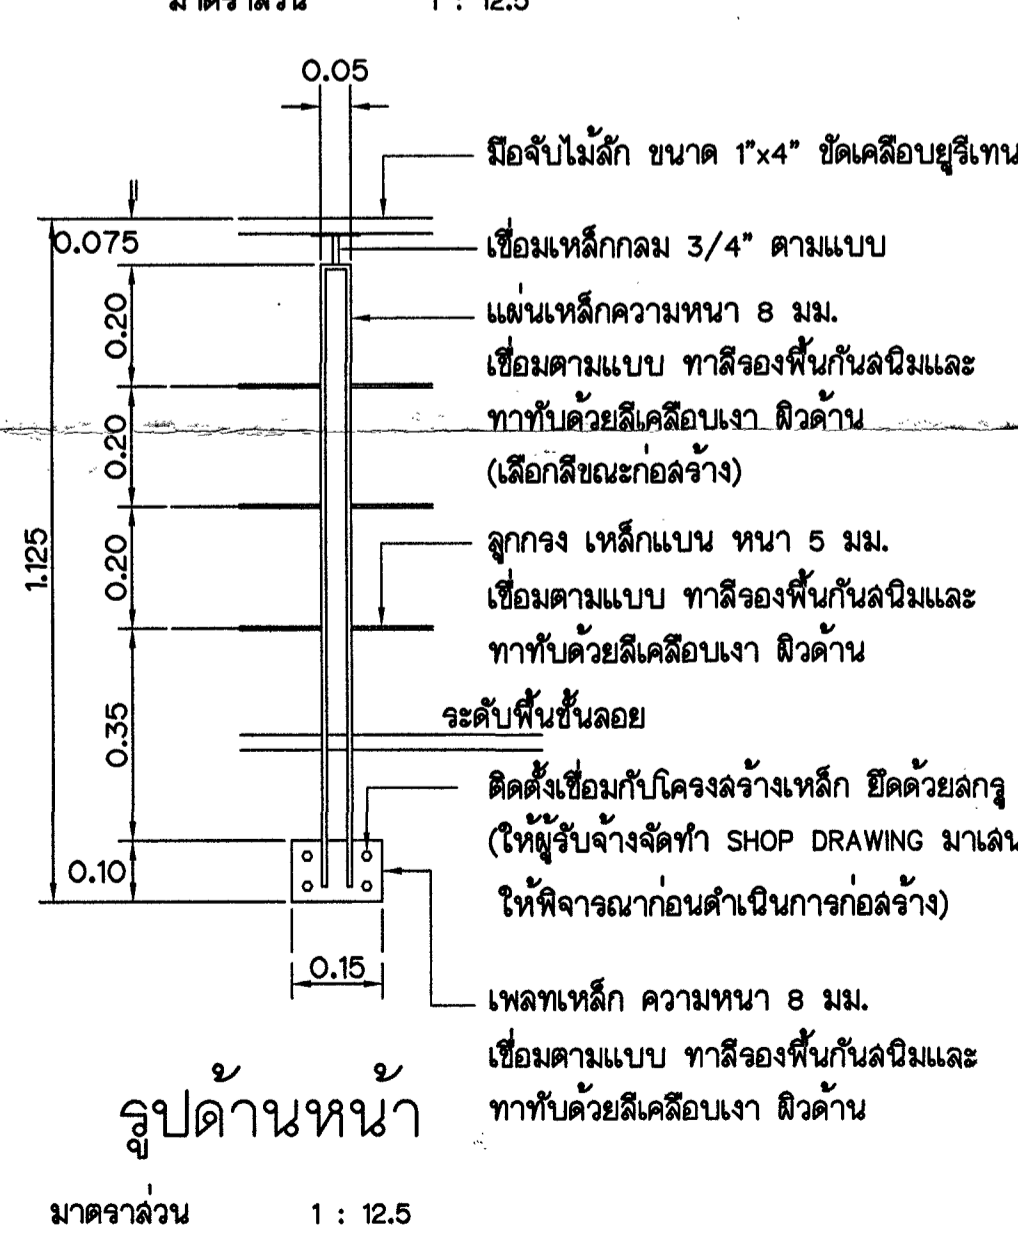 มาตราส่วน 1 : 12.5
0.05
มือจับไม้สัก ขนาด 1"x4" ขัดเคลือบยูรีเทน
0.075
เชื่อมเหล็กกลม 3/4" ตามแบบ
0.20
แผ่นเหล็กความหนา 8 มม.
เชื่อมตามแบบ ทาสีรองพื้นกันสนิมและ
ทาทับด้วยสีเคลือบเงา ผิวด้าน
(เลือกสีขณะก่อสร้าง)
0.20
1.125
0.20
ลูกกรง เหล็กแบน หนา 5 มม.
เชื่อมตามแบบ ทาสีรองพื้นกันสนิมและ
ทาทับด้วยสีเคลือบเงา ผิวด้าน
0.35
ระดับพื้นชั้นลอย
ติดตั้งเชื่อมกับโครงสร้างเหล็ก ยึดด้วยสกรู
(ให้ผู้รับจ้างจัดทำ SHOP DRAWING มาเสน
ให้พิจารณาก่อนดำเนินการก่อสร้าง)
0.10
0.15
เพลทเหล็ก ความหนา 8 มม.
เชื่อมตามแบบ ทาสีรองพื้นกันสนิมและ
ทาทับด้วยสีเคลือบเงา ผิวด้าน
รูปด้านหน้า
มาตราส่วน 1 : 12.5